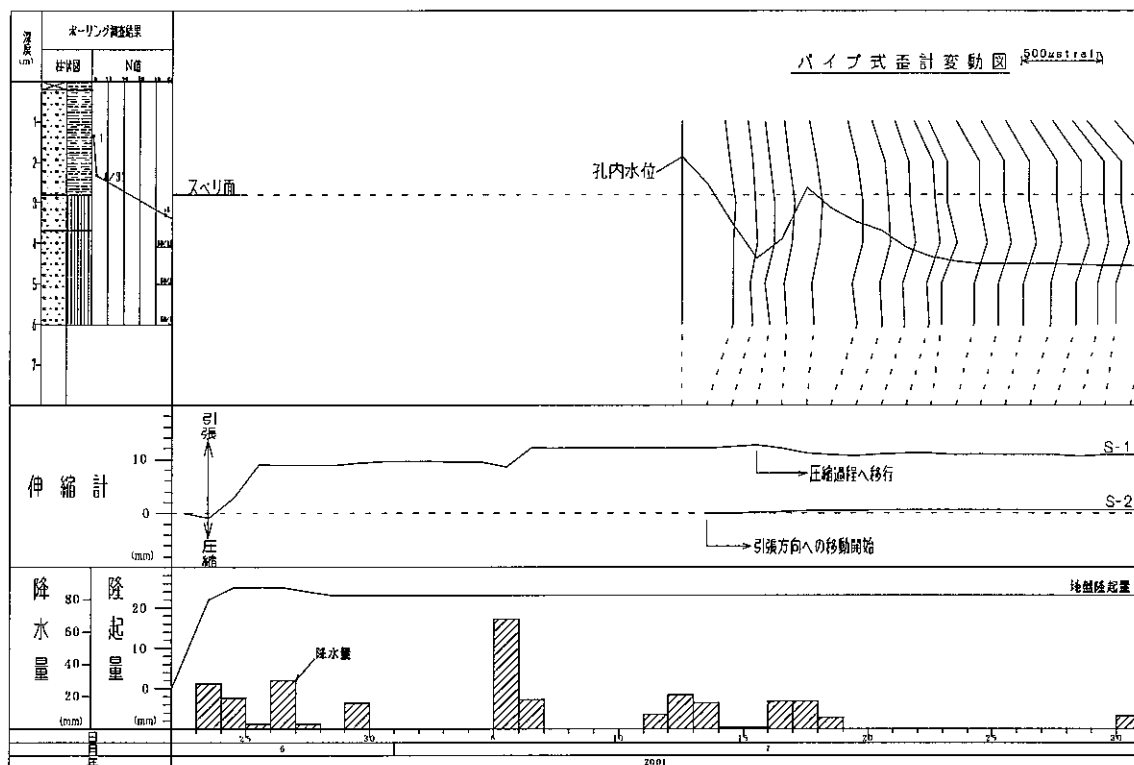 深度(m)
ボーリング調査結果
柱状図
N値
1
2
3
4
5
6
7
パイプ式歪計変動図
500μstrain
孔内水位
スベリ面
伸縮計
引張
圧縮
10
0
(mm)
S-1
圧縮過程へ移行
S-2
引張方向への移動開始
降水量
80
60
40
20
(mm)
隆起量
20
10
0
(mm)
地盤隆起量
降水量
日
25
30
5
10
15
20
25
30
月
6
7
年
2001